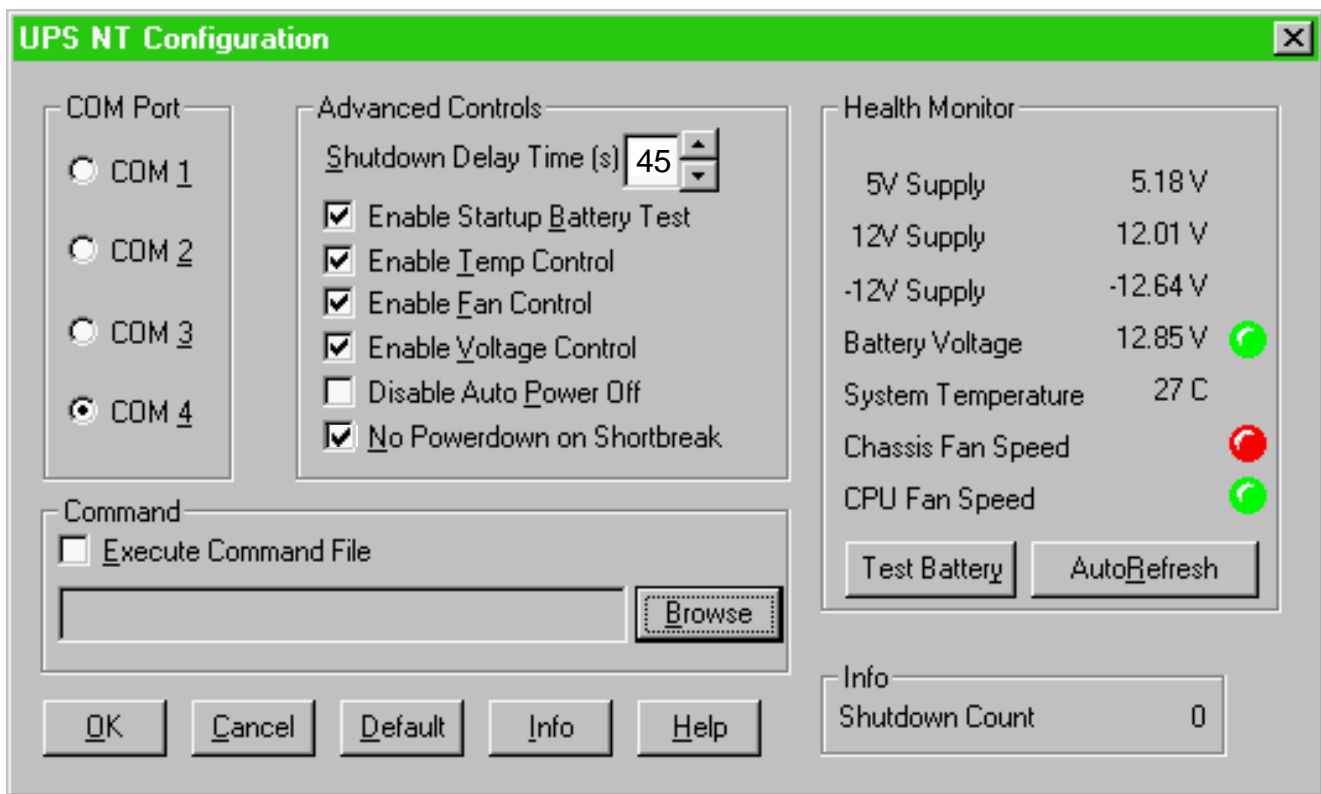 UPS NT Configuration
COM Port
COM 1
COM 2
COM 3
COM 4
Advanced Controls
Shutdown Delay Time (s) 45
Enable Startup Battery Test
Enable Temp Control
Enable Fan Control
Enable Voltage Control
Disable Auto Power Off
No Powerdown on Shortbreak
Command
Execute Command File
Browse
OK
Cancel
Default
Info
Help
Health Monitor
5V Supply 5.18 V
12V Supply 12.01 V
-12V Supply -12.64 V
Battery Voltage 12.85 V
System Temperature 27 C
Chassis Fan Speed
CPU Fan Speed
Test Battery
AutoRefresh
Info
Shutdown Count 0